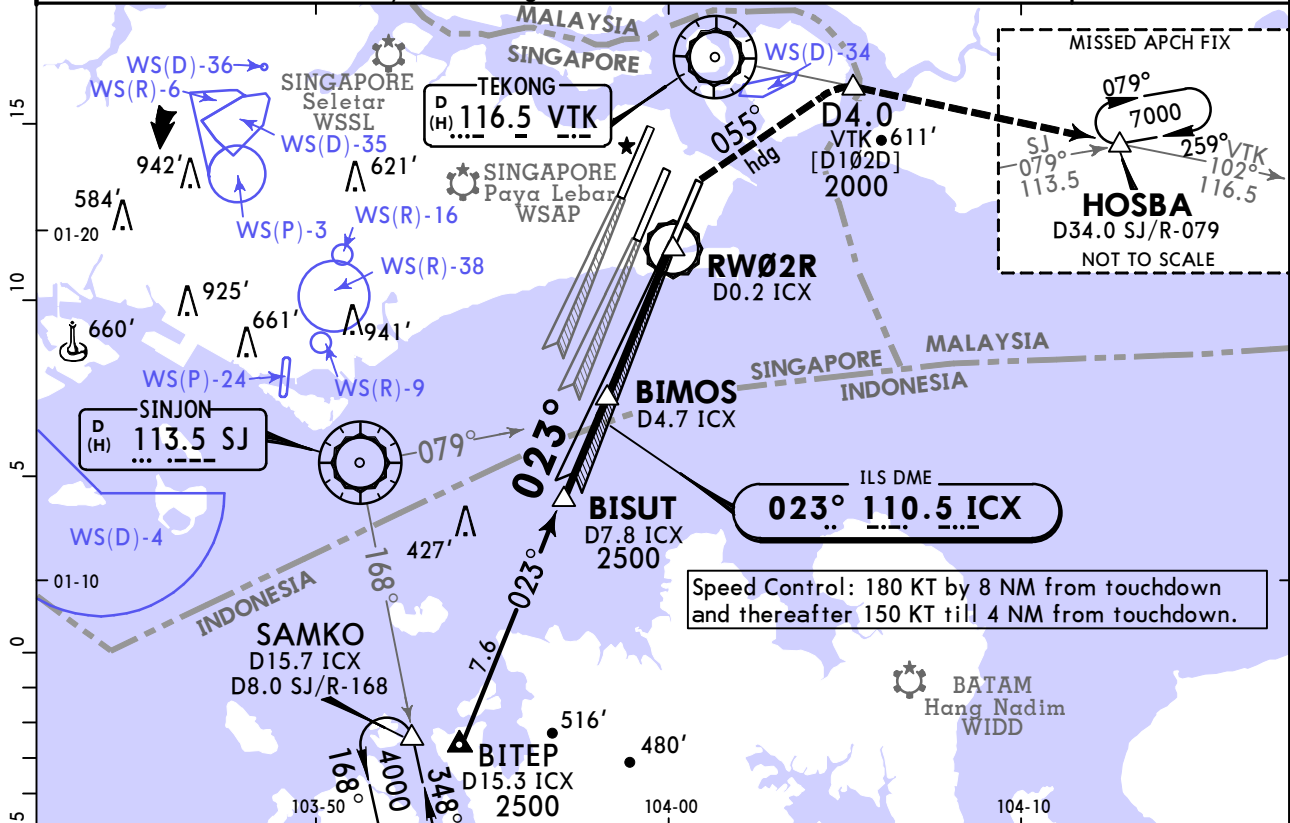 MALAYSIA
SINGAPORE
WS(D)-36
WS(R)-6
SINGAPORE
Seletar
WSSL
WS(D)-35
TEKONG
D
(H)
116.5 VTK
WS(D)-34
MISSED APCH FIX
079°
7000
259°
SJ
079°
113.5
VTK
102°
116.5
HOSBA
D34.0 SJ/R-079
NOT TO SCALE
055°
hdg
D4.0
VTK
[D102D]
2000
611'
15
942'
621'
584'
SINGAPORE
Paya Lebar
WSAP
WS(P)-3
WS(R)-16
01-20
WS(R)-38
RWØ2R
D0.2 ICX
10
925'
661'
941'
660'
WS(P)-24
WS(R)-9
SINGAPORE
MALAYSIA
INDONESIA
BIMOS
D4.7 ICX
SINJON
D
(H)
113.5 SJ
079°
023°
5
ILS DME
023° 110.5 ICX
BISUT
D7.8 ICX
2500
WS(D)-4
427'
168°
01-10
INDONESIA
023°
7.6
Speed Control: 180 KT by 8 NM from touchdown
and thereafter 150 KT till 4 NM from touchdown.
0
SAMKO
D15.7 ICX
D8.0 SJ/R-168
BATAM
Hang Nadim
WIDD
516'
480'
BITEP
D15.3 ICX
2500
168°
4000
348°
5
103-50
104-00
104-10